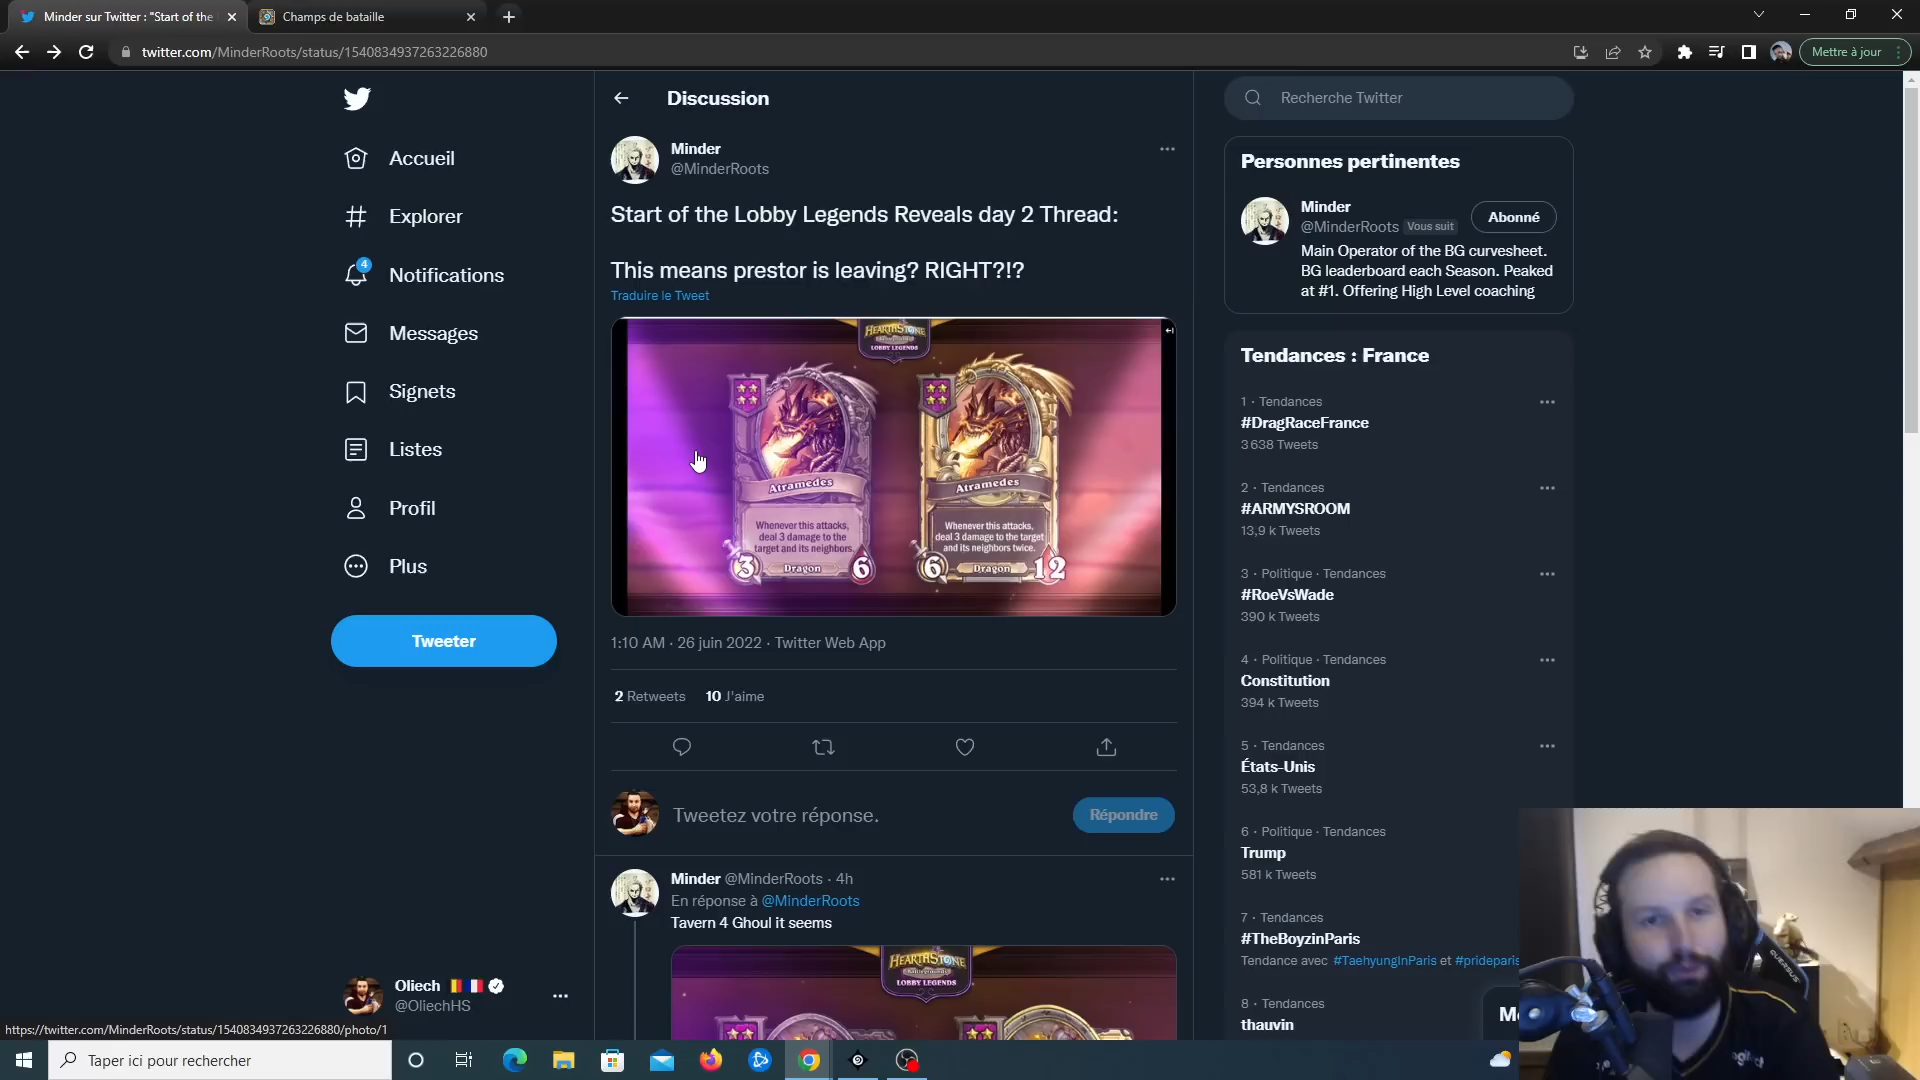 Minder sur Twitter : "Start of the
Champs de bataille
twitter.com/MinderRoots/status/1540834937263226880
Mettre à jour
Accueil
Explorer
4
Notifications
Messages
Signets
Listes
Profil
Plus
Tweeter
Oliech
@OliechHS
Discussion
Minder
@MinderRoots
Start of the Lobby Legends Reveals day 2 Thread:
This means prestor is leaving? RIGHT?!?
Traduire le Tweet
HEARTHSTONE
LOBBY LEGENDS
Atramedes
Whenever this attacks,
deal 3 damage to the
target and its neighbors.
3 Dragon 6
Atramedes
Whenever this attacks,
deal 3 damage to the target
and its neighbors twice.
6 Dragon 12
1:10 AM · 26 juin 2022 · Twitter Web App
2 Retweets 10 J'aime
Tweetez votre réponse.
Répondre
Minder @MinderRoots · 4h
En réponse à @MinderRoots
Tavern 4 Ghoul it seems
HEARTHSTONE
Battlegrounds
LOBBY LEGENDS
Recherche Twitter
Personnes pertinentes
Minder
@MinderRoots Vous suit
Abonné
Main Operator of the BG curvesheet.
BG leaderboard each Season. Peaked
at #1. Offering High Level coaching
Tendances : France
1 · Tendances
#DragRaceFrance
3 638 Tweets
2 · Tendances
#ARMYSROOM
13,9 k Tweets
3 · Politique · Tendances
#RoeVsWade
390 k Tweets
4 · Politique · Tendances
Constitution
394 k Tweets
5 · Tendances
États-Unis
53,8 k Tweets
6 · Politique · Tendances
Trump
581 k Tweets
7 · Tendances
#TheBoyzinParis
Tendance avec #TaehyungInParis et #prideparis
8 · Tendances
thauvin
https://twitter.com/MinderRoots/status/1540834937263226880/photo/1
Taper ici pour rechercher